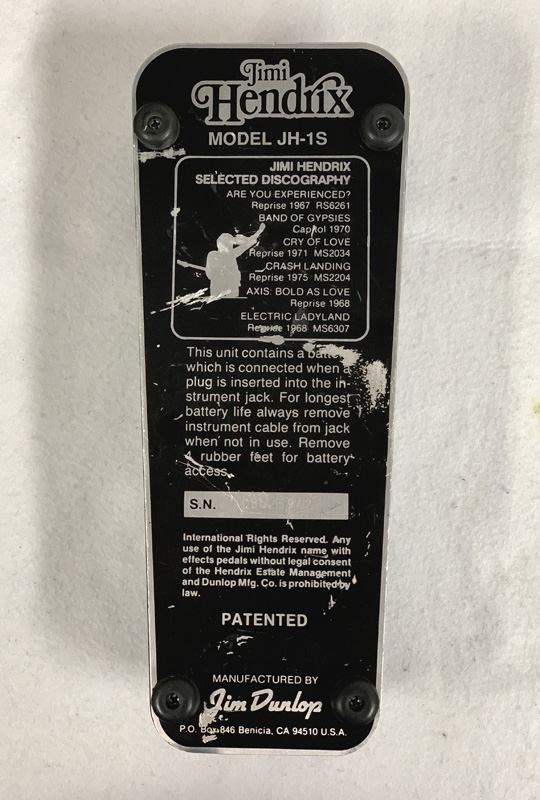 Jimi
Hendrix
MODEL JH-1S
JIMI HENDRIX
SELECTED DISCOGRAPHY
ARE YOU EXPERIENCED?
Reprise 1967 RS6261
BAND OF GYPSIES
Capitol 1970
CRY OF LOVE
Reprise 1971 MS2034
CRASH LANDING
Reprise 1975 MS2204
AXIS: BOLD AS LOVE
Reprise 1968
ELECTRIC LADYLAND
Reprise 1968 MS6307
This unit contains a battery
which is connected when a
plug is inserted into the in-
strument jack. For longest
battery life always remove
instrument cable from jack
when not in use. Remove
4 rubber feet for battery
access.
S.N.
International Rights Reserved. Any
use of the Jimi Hendrix name with
effects pedals without legal consent
of the Hendrix Estate Management
and Dunlop Mfg. Co. is prohibited by
law.
PATENTED
MANUFACTURED BY
Jim Dunlop
P.O. Box 846 Benicia, CA 94510 U.S.A.